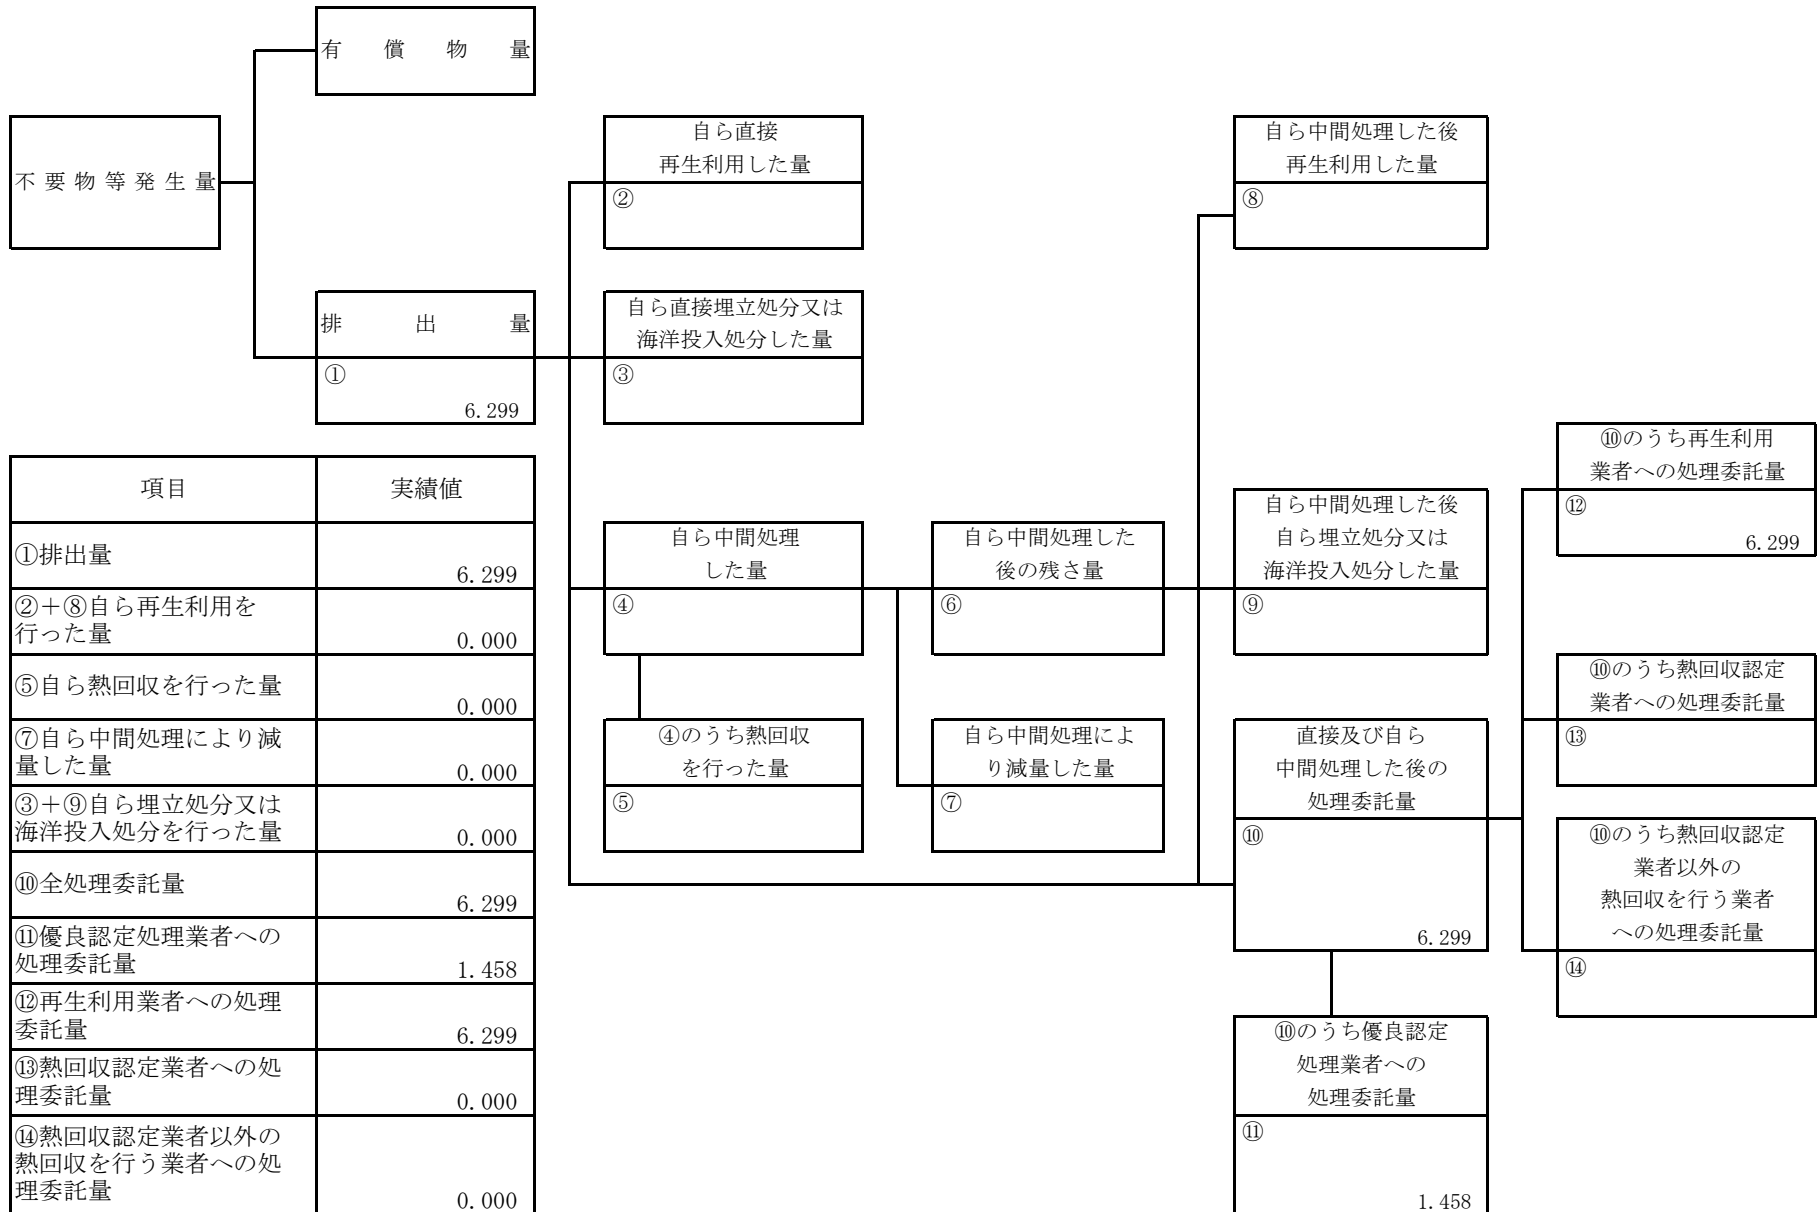 有償物量
不要物等発生量
排出量
①
6.299
自ら直接
再生利用した量
②
自ら直接埋立処分又は
海洋投入処分した量
③
自ら中間処理した後
再生利用した量
⑧
自ら中間処理
した量
④
④のうち熱回収
を行った量
⑤
自ら中間処理した
後の残さ量
⑥
自ら中間処理によ
り減量した量
⑦
自ら中間処理した後
自ら埋立処分又は
海洋投入処分した量
⑨
直接及び自ら
中間処理した後の
処理委託量
⑩
6.299
⑩のうち優良認定
処理業者への
処理委託量
⑪
1.458
⑩のうち再生利用
業者への処理委託量
⑫
6.299
⑩のうち熱回収認定
業者への処理委託量
⑬
⑩のうち熱回収認定
業者以外の
熱回収を行う業者
への処理委託量
⑭
項目 実績値
①排出量
6.299
②+⑧自ら再生利用を
行った量
0.000
⑤自ら熱回収を行った量
0.000
⑦自ら中間処理により減
量した量
0.000
③+⑨自ら埋立処分又は
海洋投入処分を行った量
0.000
⑩全処理委託量
6.299
⑪優良認定処理業者への
処理委託量
1.458
⑫再生利用業者への処理
委託量
6.299
⑬熱回収認定業者への処
理委託量
0.000
⑭熱回収認定業者以外の
熱回収を行う業者への処
理委託量
0.000